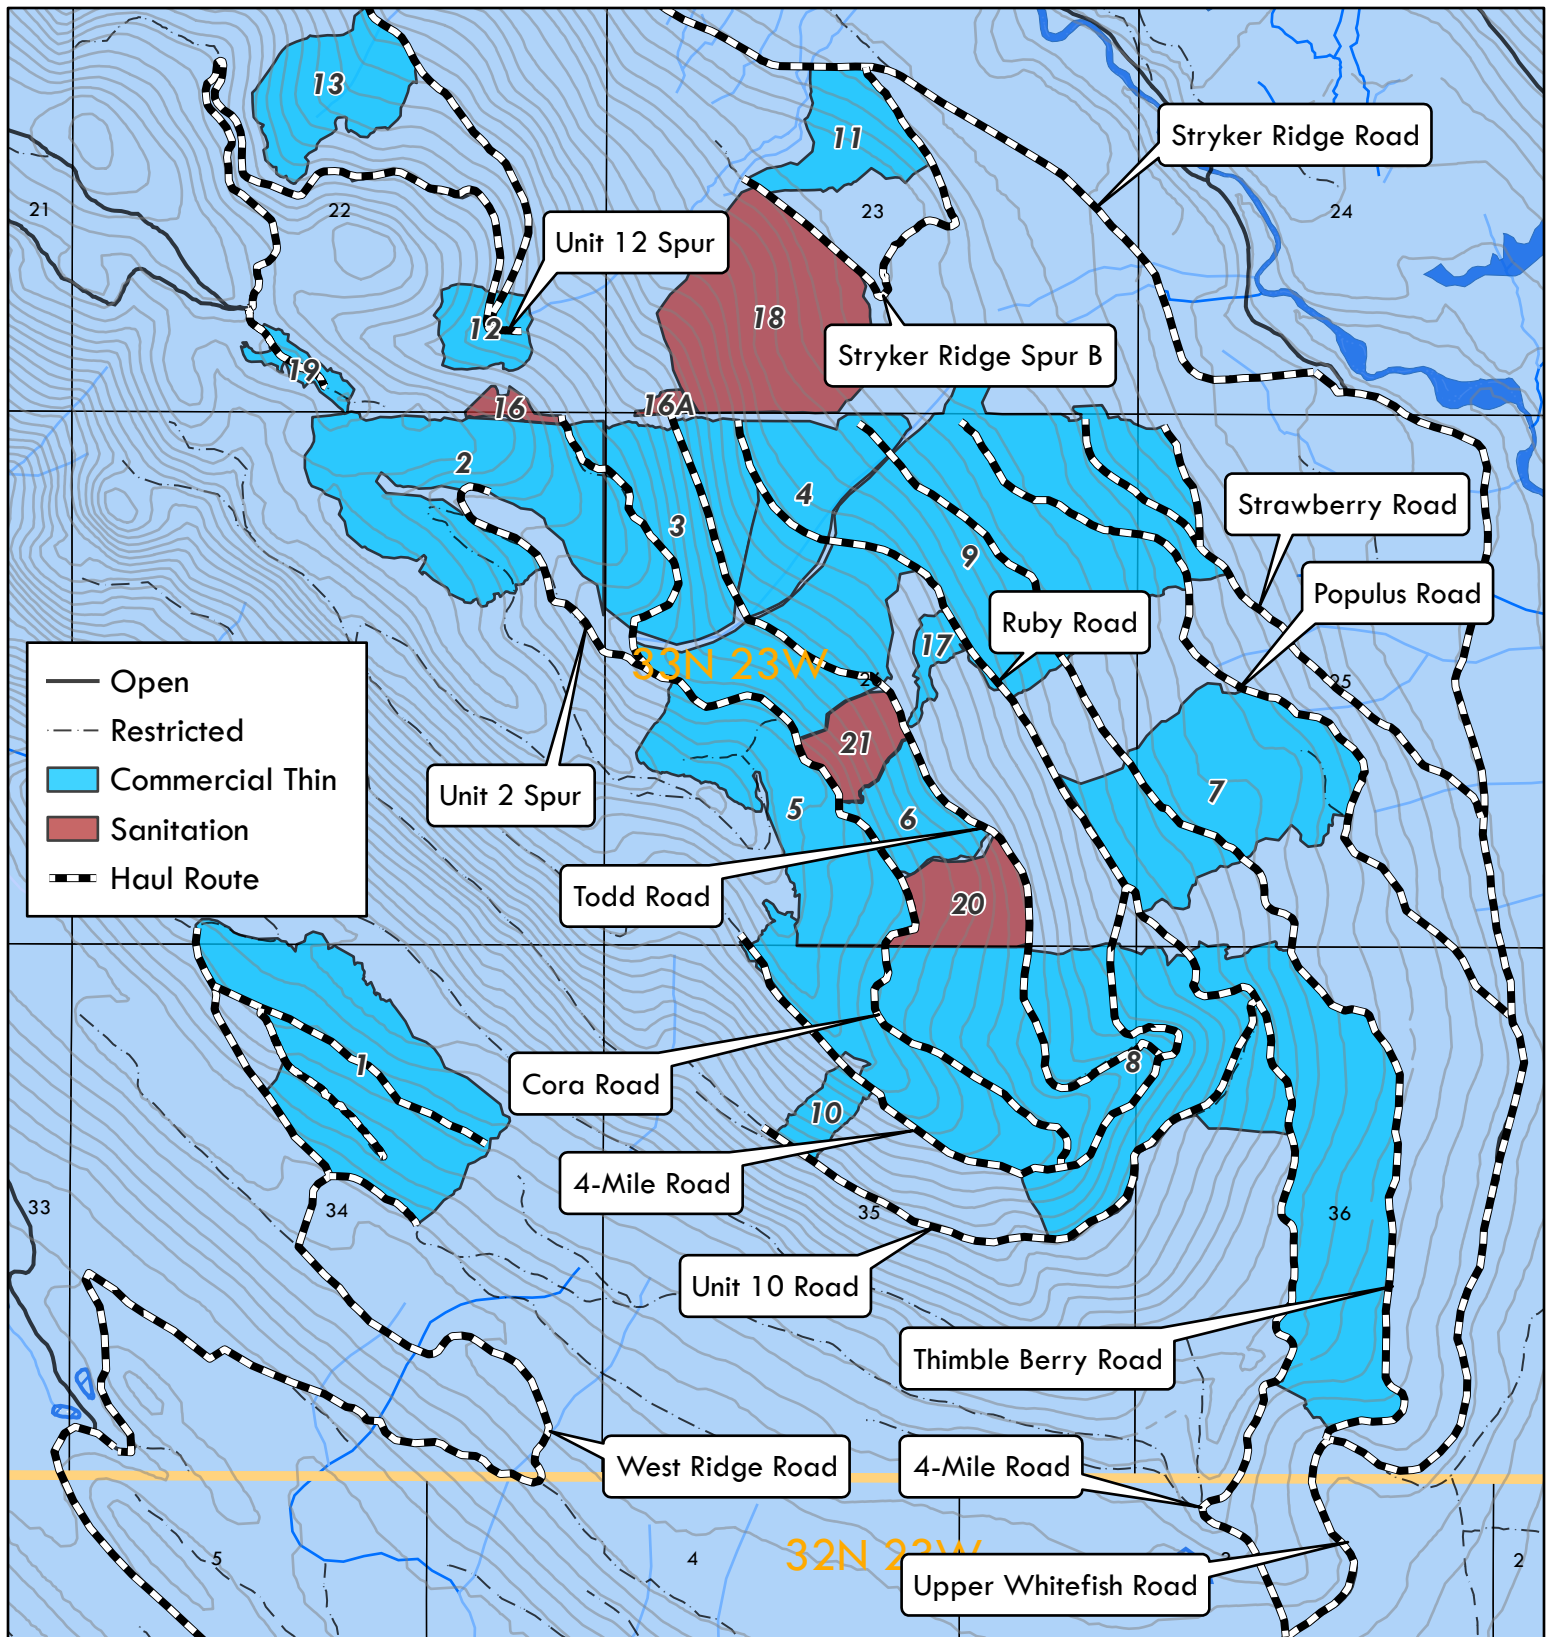 13
11
Stryker Ridge Road
21
22
23
24
Unit 12 Spur
18
12
Stryker Ridge Spur B
19
16
16A
2
4
3
Strawberry Road
9
Populus Road
Ruby Road
17
33N 23W
25
Open
Restricted
Commercial Thin
Sanitation
Haul Route
21
7
Unit 2 Spur
5
6
Todd Road
20
1
8
Cora Road
10
4-Mile Road
33
34
35
36
Unit 10 Road
Thimble Berry Road
West Ridge Road
4-Mile Road
5
4
32N 23W
2
Upper Whitefish Road